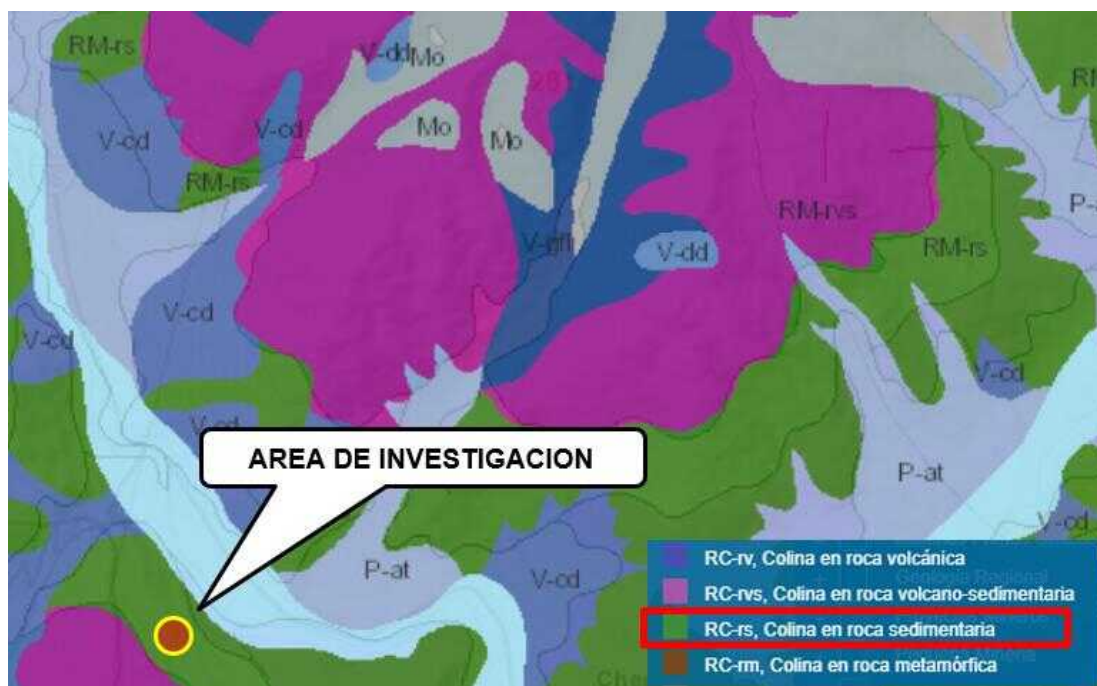 RM-rs
V-dd
Mo
V-cd
V-cd
Mo
Mo
RM-rs
RM-rvs
V-gfl
V-dd
RM-rs
V-cd
V-cd
V-cd
V-cd
AREA DE INVESTIGACION
P-at
V-cd
P-at
V-cd
RC-rv, Colina en roca volcánica
RC-rvs, Colina en roca volcano-sedimentaria
RC-rs, Colina en roca sedimentaria
RC-rm, Colina en roca metamórfica